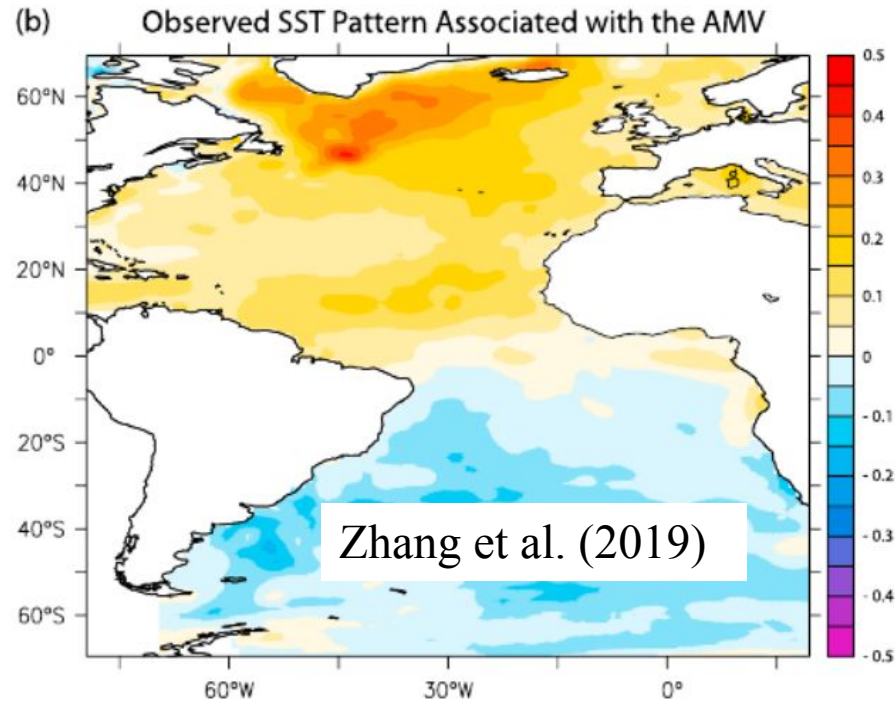 (b) Observed SST Pattern Associated with the AMV
60°N
40°N
20°N
0°
20°S
40°S
60°S
60°W 30°W 0°
0.5
0.4
0.3
0.2
0.1
0
- 0.1
- 0.2
- 0.3
- 0.4
- 0.5
Zhang et al. (2019)